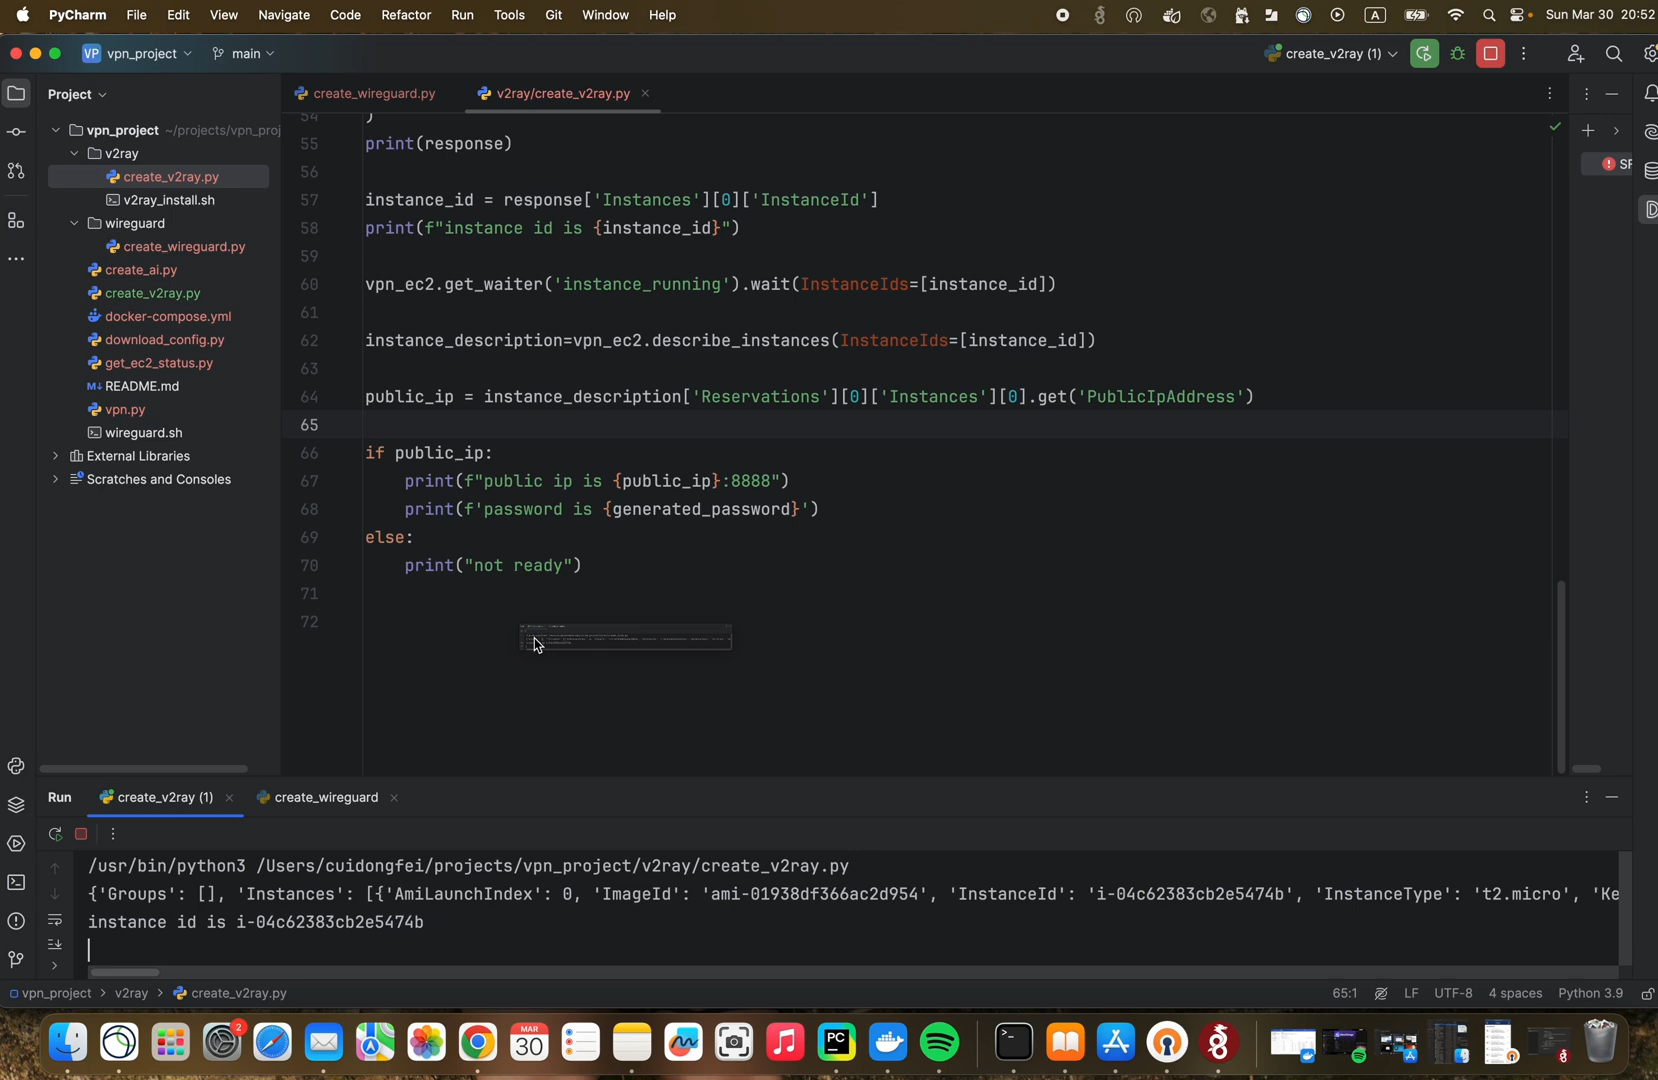 PyCharm File Edit View Navigate Code Refactor Run Tools Git Window Help A Sun Mar 30 20:52
VP vpn_project main create_v2ray (1)
Project create_wireguard.py v2ray/create_v2ray.py
vpn_project ~/projects/vpn_proj
v2ray
create_v2ray.py
v2ray_install.sh
wireguard
create_wireguard.py
create_ai.py
create_v2ray.py
docker-compose.yml
download_config.py
get_ec2_status.py
M↓ README.md
vpn.py
wireguard.sh
External Libraries
Scratches and Consoles
54 )
55 print(response)
56
57 instance_id = response['Instances'][0]['InstanceId']
58 print(f"instance id is {instance_id}")
59
60 vpn_ec2.get_waiter('instance_running').wait(InstanceIds=[instance_id])
61
62 instance_description=vpn_ec2.describe_instances(InstanceIds=[instance_id])
63
64 public_ip = instance_description['Reservations'][0]['Instances'][0].get('PublicIpAddress')
65
66 if public_ip:
67 print(f"public ip is {public_ip}:8888")
68 print(f'password is {generated_password}')
69 else:
70 print("not ready")
71
72
SF
Run create_v2ray (1) create_wireguard
/usr/bin/python3 /Users/cuidongfei/projects/vpn_project/v2ray/create_v2ray.py
{'Groups': [], 'Instances': [{'AmiLaunchIndex': 0, 'ImageId': 'ami-01938df366ac2d954', 'InstanceId': 'i-04c62383cb2e5474b', 'InstanceType': 't2.micro', 'Ke
instance id is i-04c62383cb2e5474b
vpn_project > v2ray > create_v2ray.py 65:1 LF UTF-8 4 spaces Python 3.9
2
MAR
30
PC